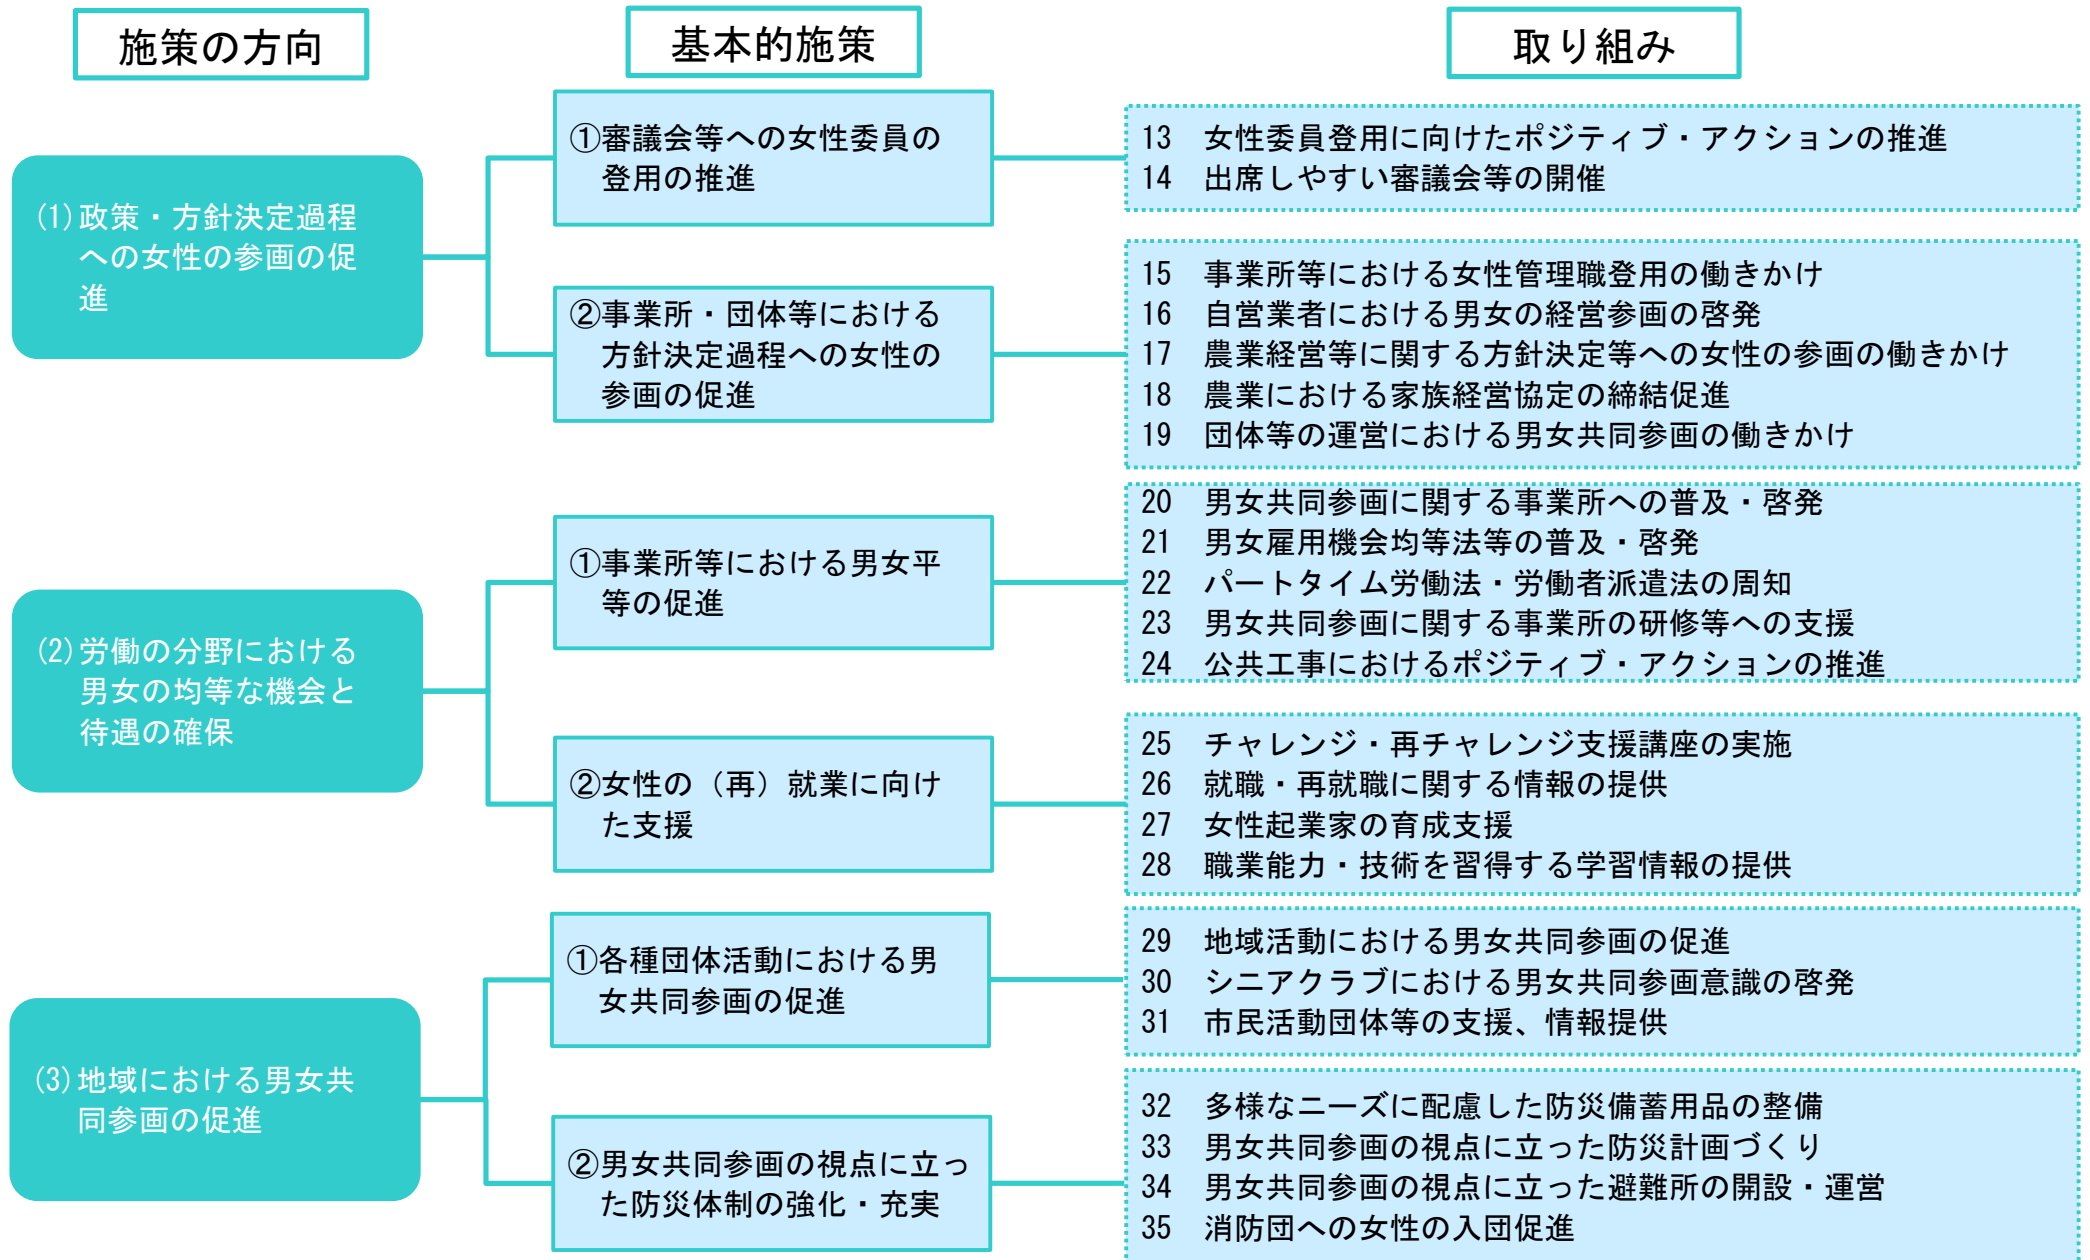 施策の方向
基本的施策
取り組み
(1)政策・方針決定過程
への女性の参画の促
進
①審議会等への女性委員の
登用の推進
13 女性委員登用に向けたポジティブ・アクションの推進
14 出席しやすい審議会等の開催
②事業所・団体等における
方針決定過程への女性の
参画の促進
15 事業所等における女性管理職登用の働きかけ
16 自営業者における男女の経営参画の啓発
17 農業経営等に関する方針決定等への女性の参画の働きかけ
18 農業における家族経営協定の締結促進
19 団体等の運営における男女共同参画の働きかけ
(2)労働の分野における
男女の均等な機会と
待遇の確保
①事業所等における男女平
等の促進
20 男女共同参画に関する事業所への普及・啓発
21 男女雇用機会均等法等の普及・啓発
22 パートタイム労働法・労働者派遣法の周知
23 男女共同参画に関する事業所の研修等への支援
24 公共工事におけるポジティブ・アクションの推進
②女性の（再）就業に向け
た支援
25 チャレンジ・再チャレンジ支援講座の実施
26 就職・再就職に関する情報の提供
27 女性起業家の育成支援
28 職業能力・技術を習得する学習情報の提供
(3)地域における男女共
同参画の促進
①各種団体活動における男
女共同参画の促進
29 地域活動における男女共同参画の促進
30 シニアクラブにおける男女共同参画意識の啓発
31 市民活動団体等の支援、情報提供
②男女共同参画の視点に立っ
た防災体制の強化・充実
32 多様なニーズに配慮した防災備蓄用品の整備
33 男女共同参画の視点に立った防災計画づくり
34 男女共同参画の視点に立った避難所の開設・運営
35 消防団への女性の入団促進